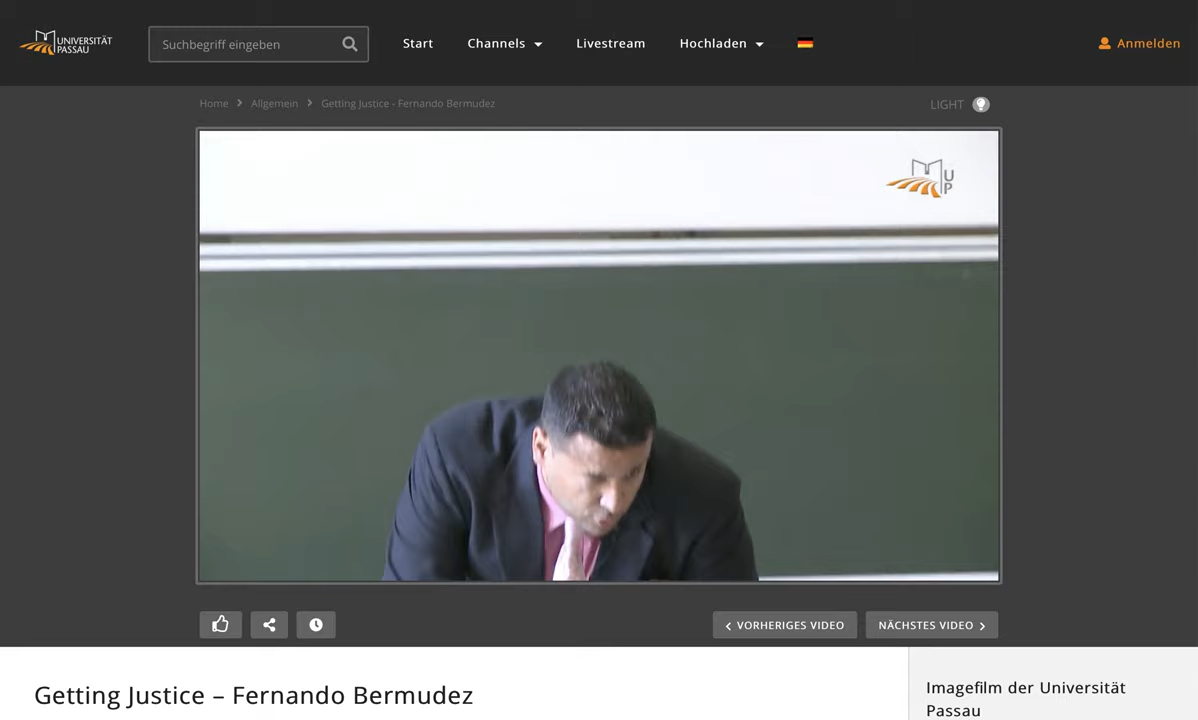 UNIVERSITÄT
PASSAU
Suchbegriff eingeben
Start
Channels
Livestream
Hochladen
Anmelden
Home
Allgemein
Getting Justice - Fernando Bermudez
LIGHT
U
P
VORHERIGES VIDEO
NÄCHSTES VIDEO
Getting Justice – Fernando Bermudez
Imagefilm der Universität
Passau